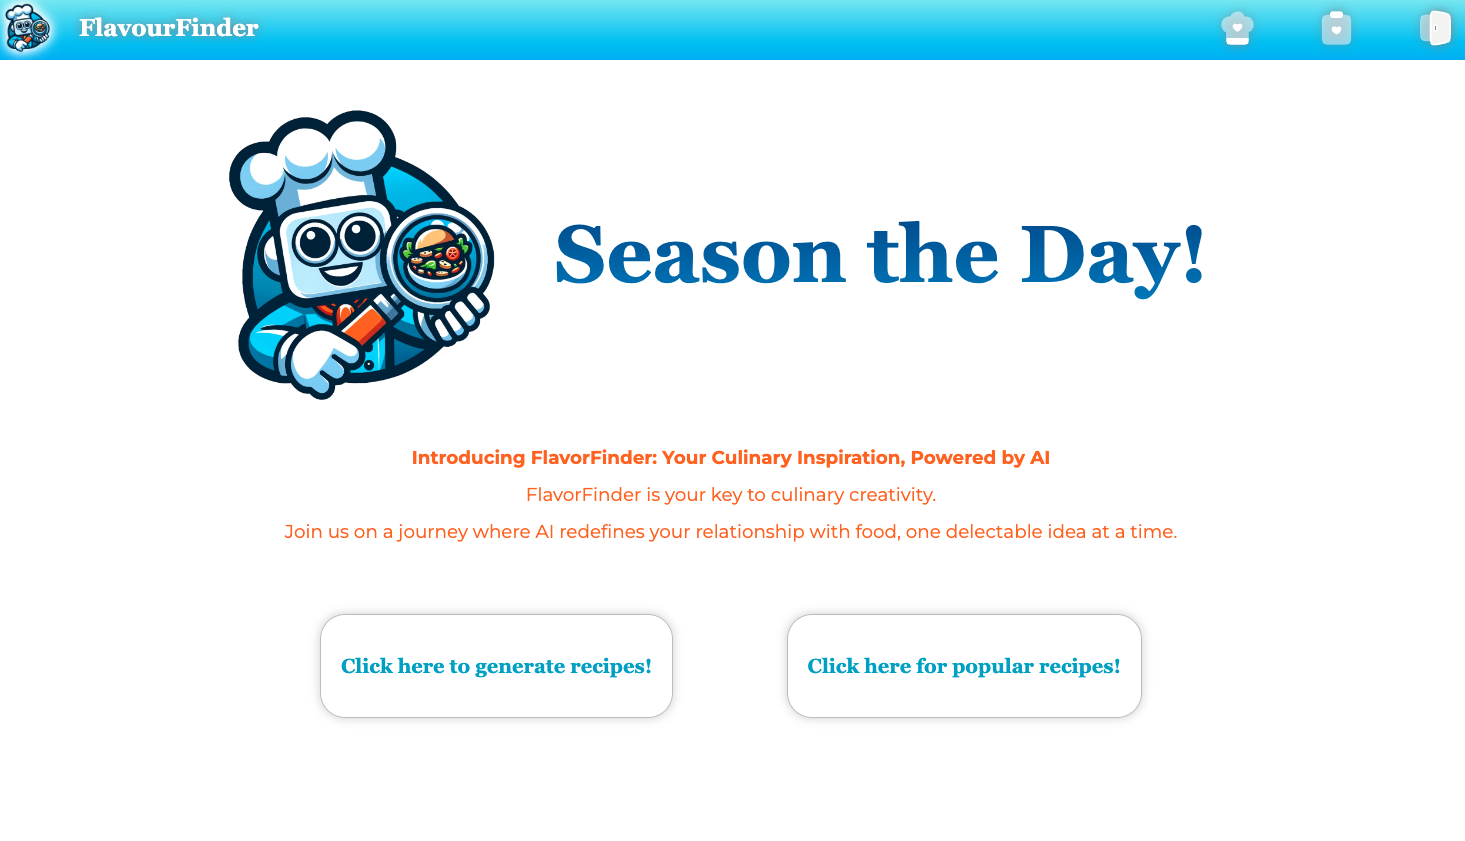 FlavourFinder
Season the Day!
Introducing FlavorFinder: Your Culinary Inspiration, Powered by AI
FlavorFinder is your key to culinary creativity.
Join us on a journey where AI redefines your relationship with food, one delectable idea at a time.
Click here to generate recipes!
Click here for popular recipes!